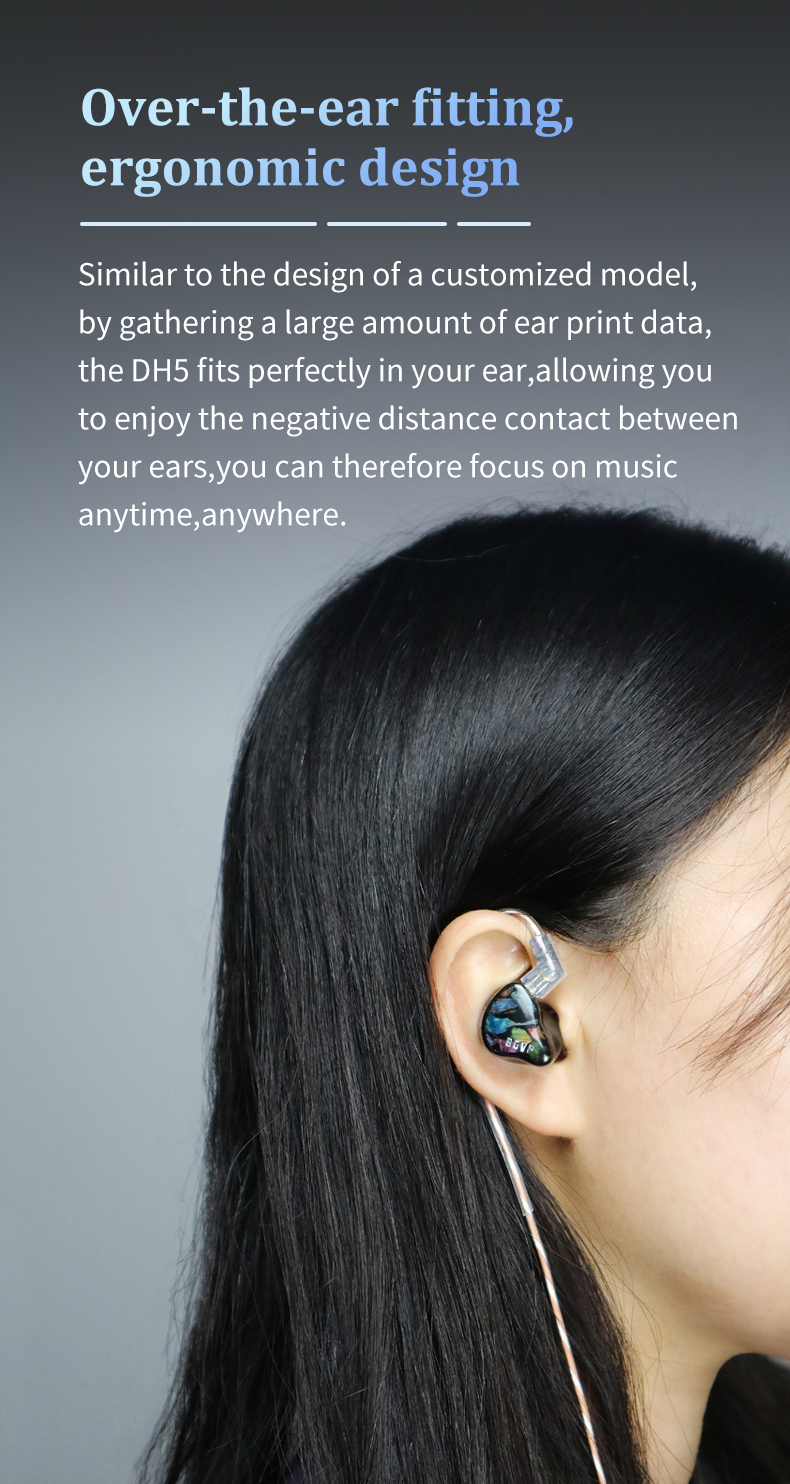 Over-the-ear fitting,
ergonomic design
Similar to the design of a customized model,
by gathering a large amount of ear print data,
the DH5 fits perfectly in your ear,allowing you
to enjoy the negative distance contact between
your ears,you can therefore focus on music
anytime,anywhere.
BGVP